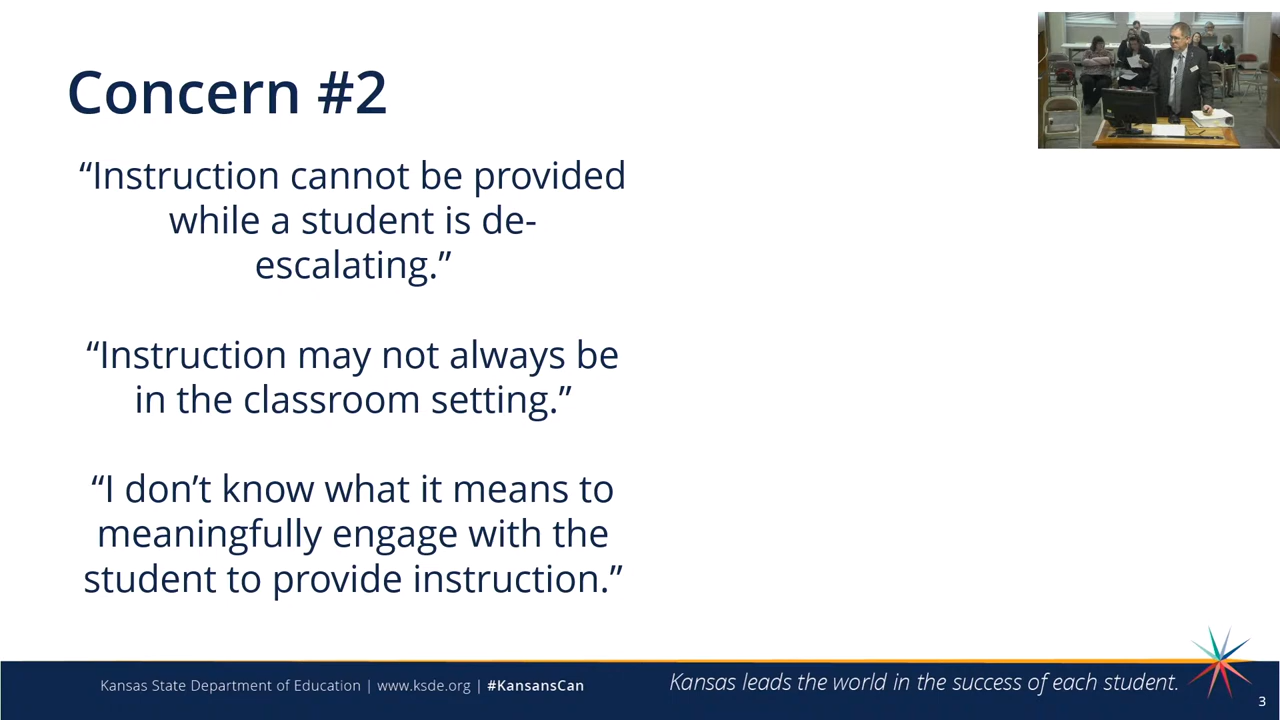 Concern #2
“Instruction cannot be provided
while a student is de-
escalating.”
“Instruction may not always be
in the classroom setting.”
“I don’t know what it means to
meaningfully engage with the
student to provide instruction.”
Kansas State Department of Education | www.ksde.org | #KansansCan
Kansas leads the world in the success of each student.
3